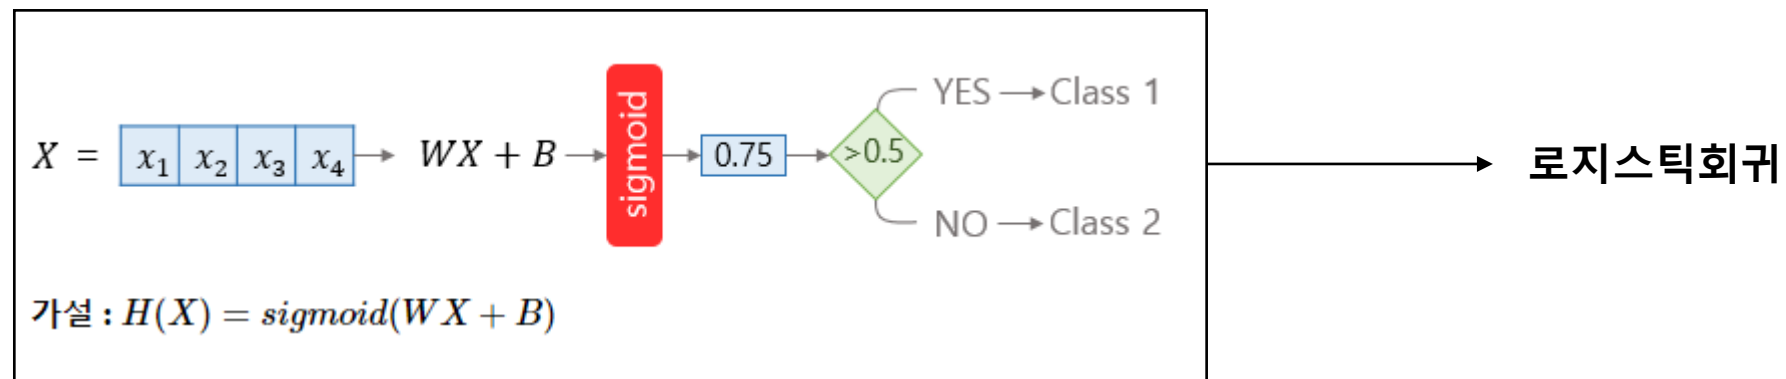 YES → Class 1
X = x₁ x₂ x₃ x₄ → WX + B → sigmoid → 0.75 → >0.5
로지스틱회귀
NO → Class 2
가설 : H(X) = sigmoid(WX + B)